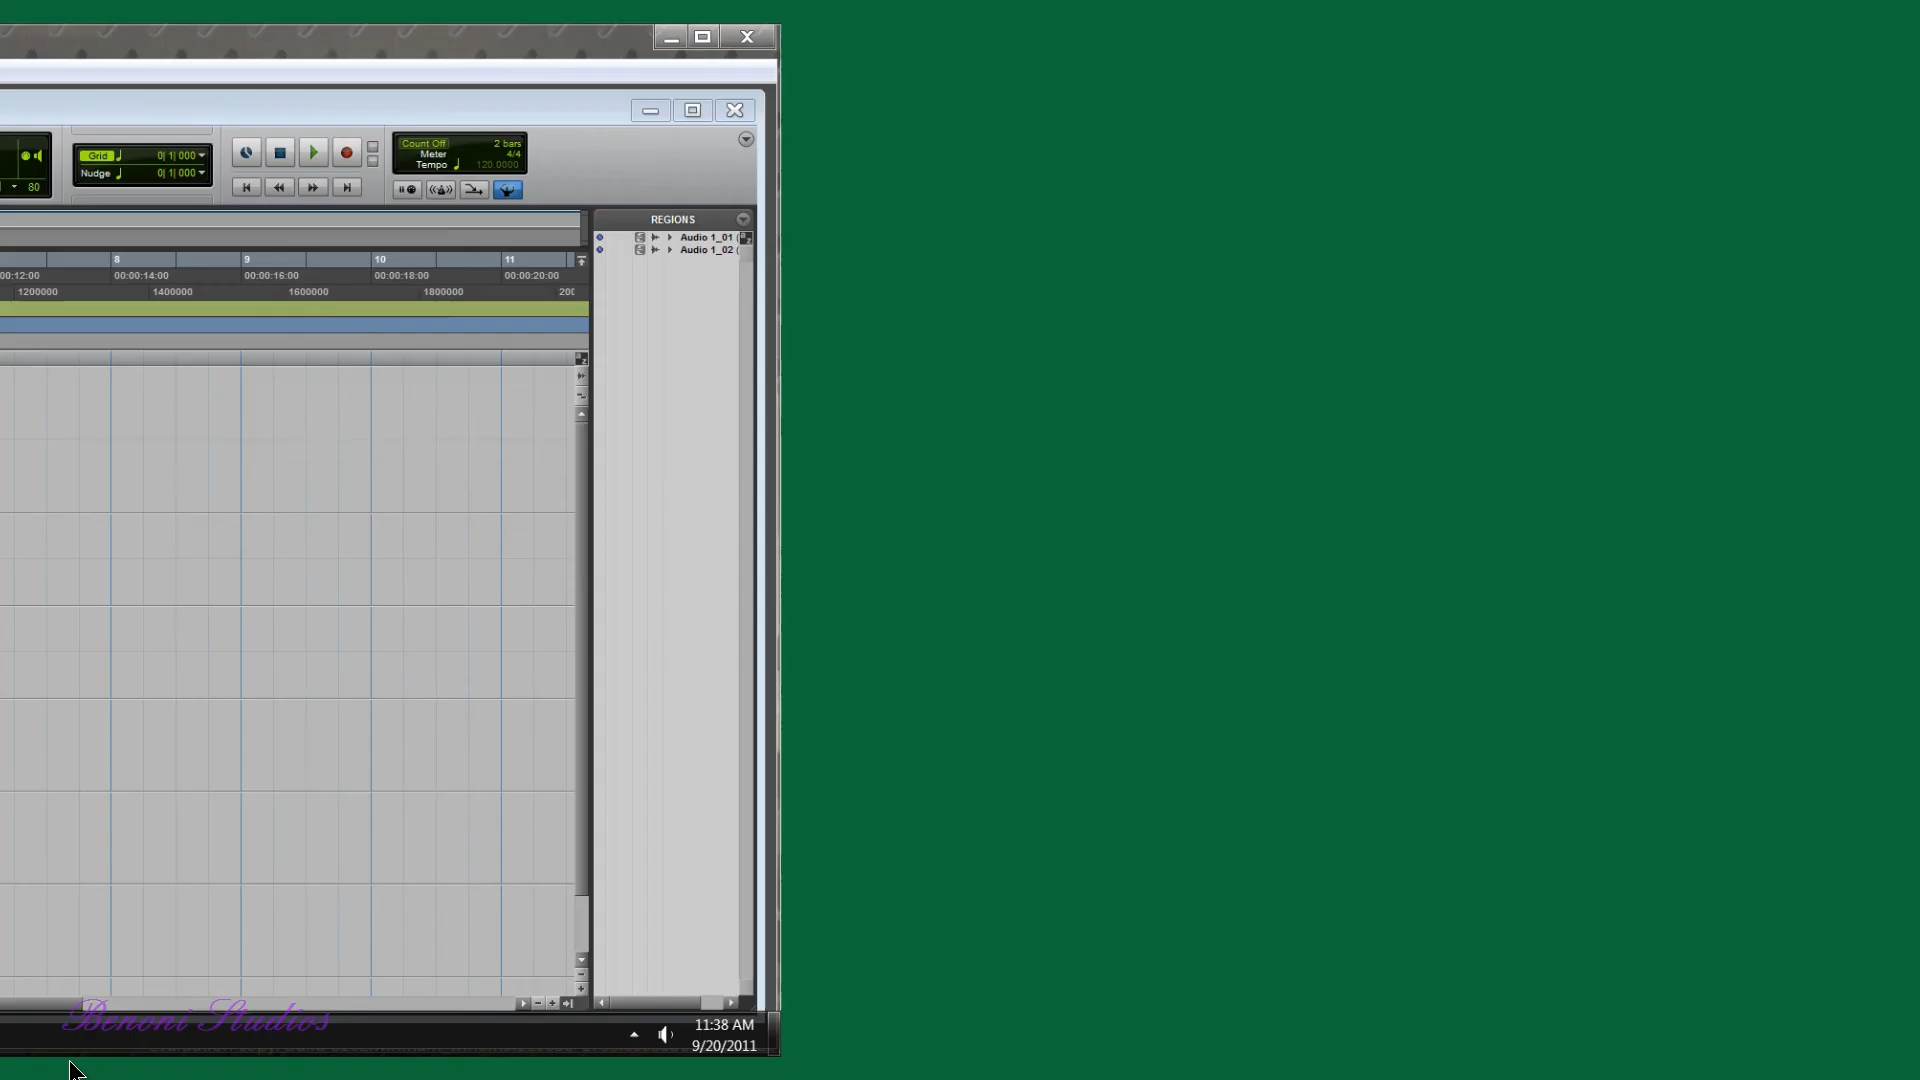 Count Off 2 bars
Grid 0| 1| 000
Meter 4/4
Tempo 120.0000
Nudge 0| 1| 000
80
REGIONS
Audio 1_01 (
Audio 1_02 (
8 9 10 11
00:12:00 00:00:14:00 00:00:16:00 00:00:18:00 00:00:20:00
1200000 1400000 1600000 1800000 200
Benoni Studios
11:38 AM
9/20/2011